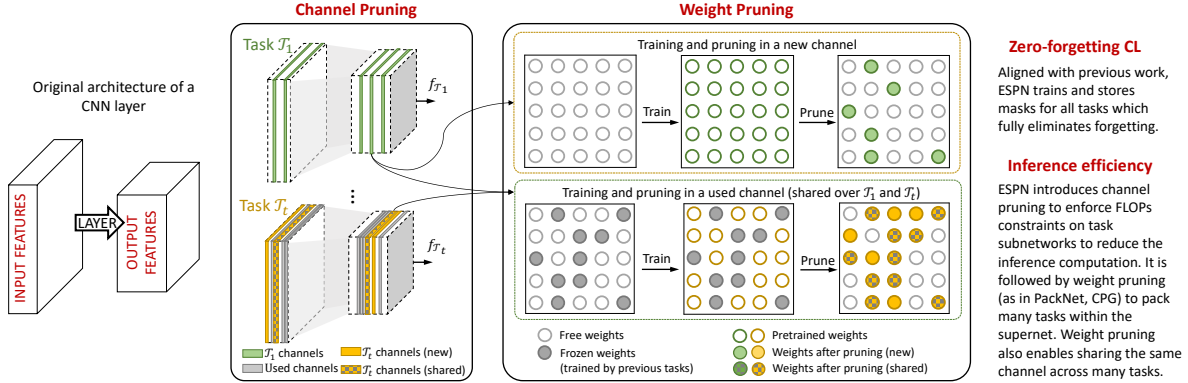 Channel Pruning
Weight Pruning
Original architecture of a
CNN layer
INPUT FEATURES
LAYER
OUTPUT
FEATURES
Task 𝒯1
f𝒯1
Task 𝒯t
f𝒯t
𝒯1 channels
𝒯t channels (new)
Used channels
𝒯t channels (shared)
Training and pruning in a new channel
Train
Prune
Training and pruning in a used channel (shared over 𝒯1 and 𝒯t)
Train
Prune
Free weights
Frozen weights
(trained by previous tasks)
Pretrained weights
Weights after pruning (new)
Weights after pruning (shared)
Zero-forgetting CL
Aligned with previous work,
ESPN trains and stores
masks for all tasks which
fully eliminates forgetting.
Inference efficiency
ESPN introduces channel
pruning to enforce FLOPs
constraints on task
subnetworks to reduce the
inference computation. It is
followed by weight pruning
(as in PackNet, CPG) to pack
many tasks within the
supernet. Weight pruning
also enables sharing the same
channel across many tasks.